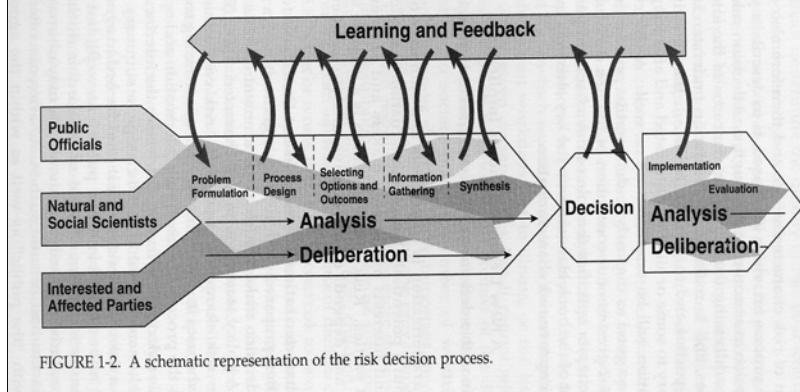 Learning and Feedback
Public
Officials
Natural and
Social Scientists
Interested and
Affected Parties
Problem
Formulation
Process
Design
Selecting
Options and
Outcomes
Information
Gathering
Synthesis
Analysis
Deliberation
Decision
Implementation
Evaluation
Analysis
Deliberation
FIGURE 1-2. A schematic representation of the risk decision process.